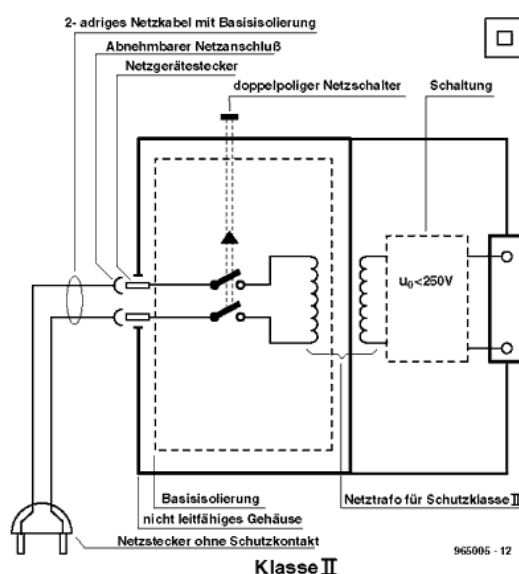 2- adriges Netzkabel mit Basisisolierung
Abnehmbarer Netzanschluß
Netzgerätestecker
doppelpoliger Netzschalter
Schaltung
u₀<250V
Basisisolierung
Netztrafo für Schutzklasse II
nicht leitfähiges Gehäuse
Netzstecker ohne Schutzkontakt
965005 - 12
Klasse II